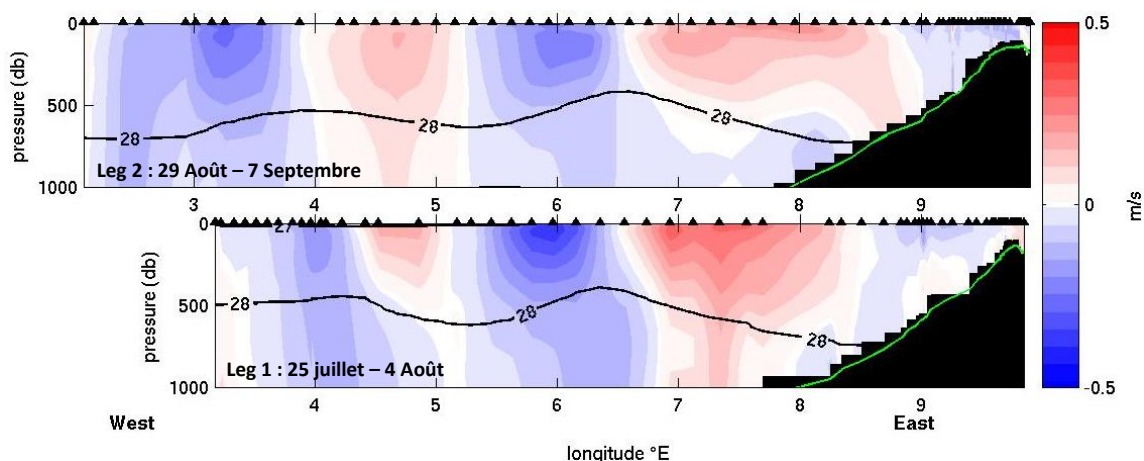 0
500
1000
pressure (db)
28
28
28
Leg 2 : 29 Août – 7 Septembre
3 4 5 6 7 8 9
0
500
1000
pressure (db)
27
28
28
28
Leg 1 : 25 juillet – 4 Août
4 5 6 7 8 9
West
East
longitude °E
0.5
0
-0.5
m/s